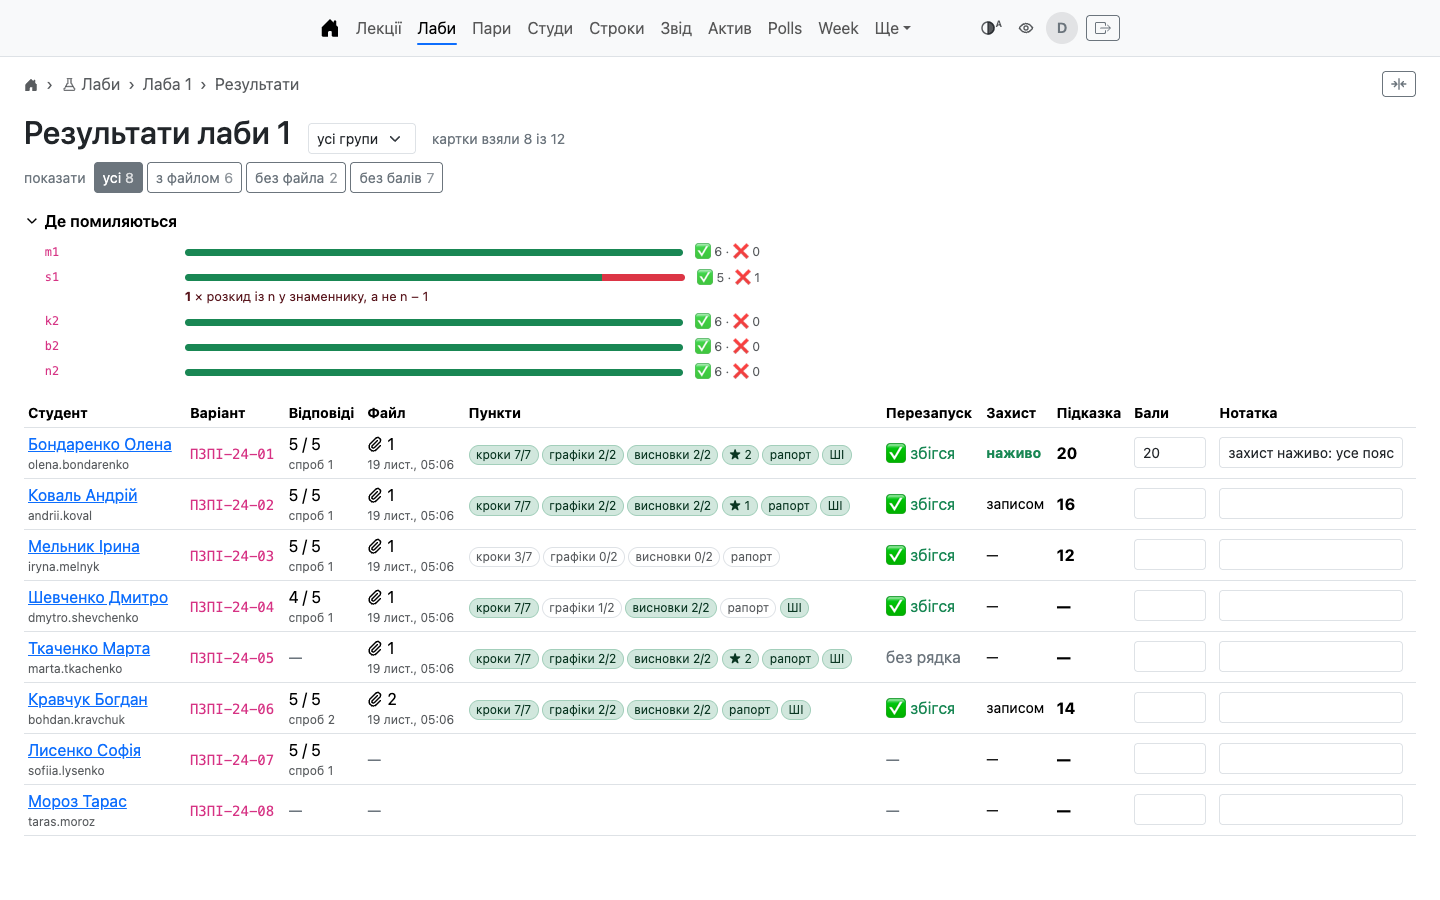 Лекції Лаби Пари Студи Строки Звід Актив Polls Week Ще A D
› Лаби › Лаба 1 › Результати
Результати лаби 1 усі групи картки взяли 8 із 12
показати усі 8 з файлом 6 без файла 2 без балів 7
Де помиляються
m1 ✅ 6 · ❌ 0
s1 ✅ 5 · ❌ 1
1 × розкид із n у знаменнику, а не n − 1
k2 ✅ 6 · ❌ 0
b2 ✅ 6 · ❌ 0
n2 ✅ 6 · ❌ 0
Студент Варіант Відповіді Файл Пункти Перезапуск Захист Підказка Бали Нотатка
Бондаренко Олена ПЗПІ-24-01 5 / 5 1 кроки 7/7 графіки 2/2 висновки 2/2 ★ 2 рапорт ШІ ✅ збігся наживо 20 20 захист наживо: усе пояс
olena.bondarenko спроб 1 19 лист., 05:06
Коваль Андрій ПЗПІ-24-02 5 / 5 1 кроки 7/7 графіки 2/2 висновки 2/2 ★ 1 рапорт ШІ ✅ збігся записом 16
andrii.koval спроб 1 19 лист., 05:06
Мельник Ірина ПЗПІ-24-03 5 / 5 1 кроки 3/7 графіки 0/2 висновки 0/2 рапорт ✅ збігся — 12
iryna.melnyk спроб 1 19 лист., 05:06
Шевченко Дмитро ПЗПІ-24-04 4 / 5 1 кроки 7/7 графіки 1/2 висновки 2/2 рапорт ШІ ✅ збігся — —
dmytro.shevchenko спроб 1 19 лист., 05:06
Ткаченко Марта ПЗПІ-24-05 — 1 кроки 7/7 графіки 2/2 висновки 2/2 ★ 2 рапорт ШІ без рядка — —
marta.tkachenko 19 лист., 05:06
Кравчук Богдан ПЗПІ-24-06 5 / 5 2 кроки 7/7 графіки 2/2 висновки 2/2 рапорт ШІ ✅ збігся записом 14
bohdan.kravchuk спроб 2 19 лист., 05:06
Лисенко Софія ПЗПІ-24-07 5 / 5 — — — —
sofiia.lysenko спроб 1
Мороз Тарас ПЗПІ-24-08 — — — — —
taras.moroz